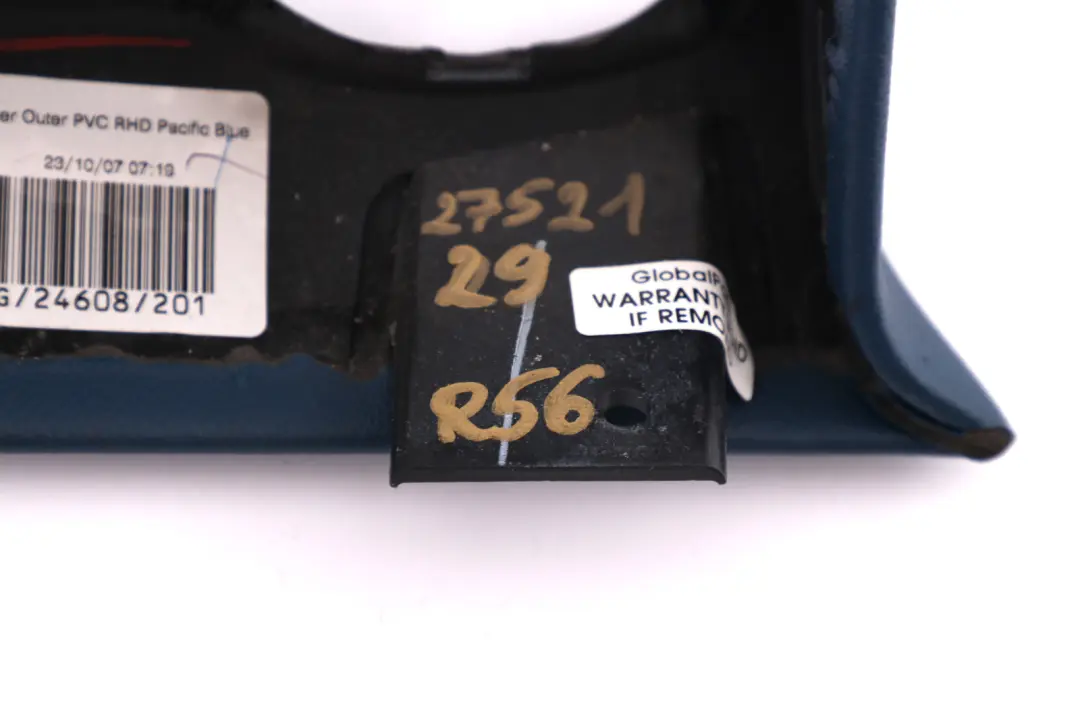 er Outer PVC RHD Pacific Blue
23/10/07 07:19
G/24608/201
27521
29
R56
GlobalP
WARRANT
IF REMO